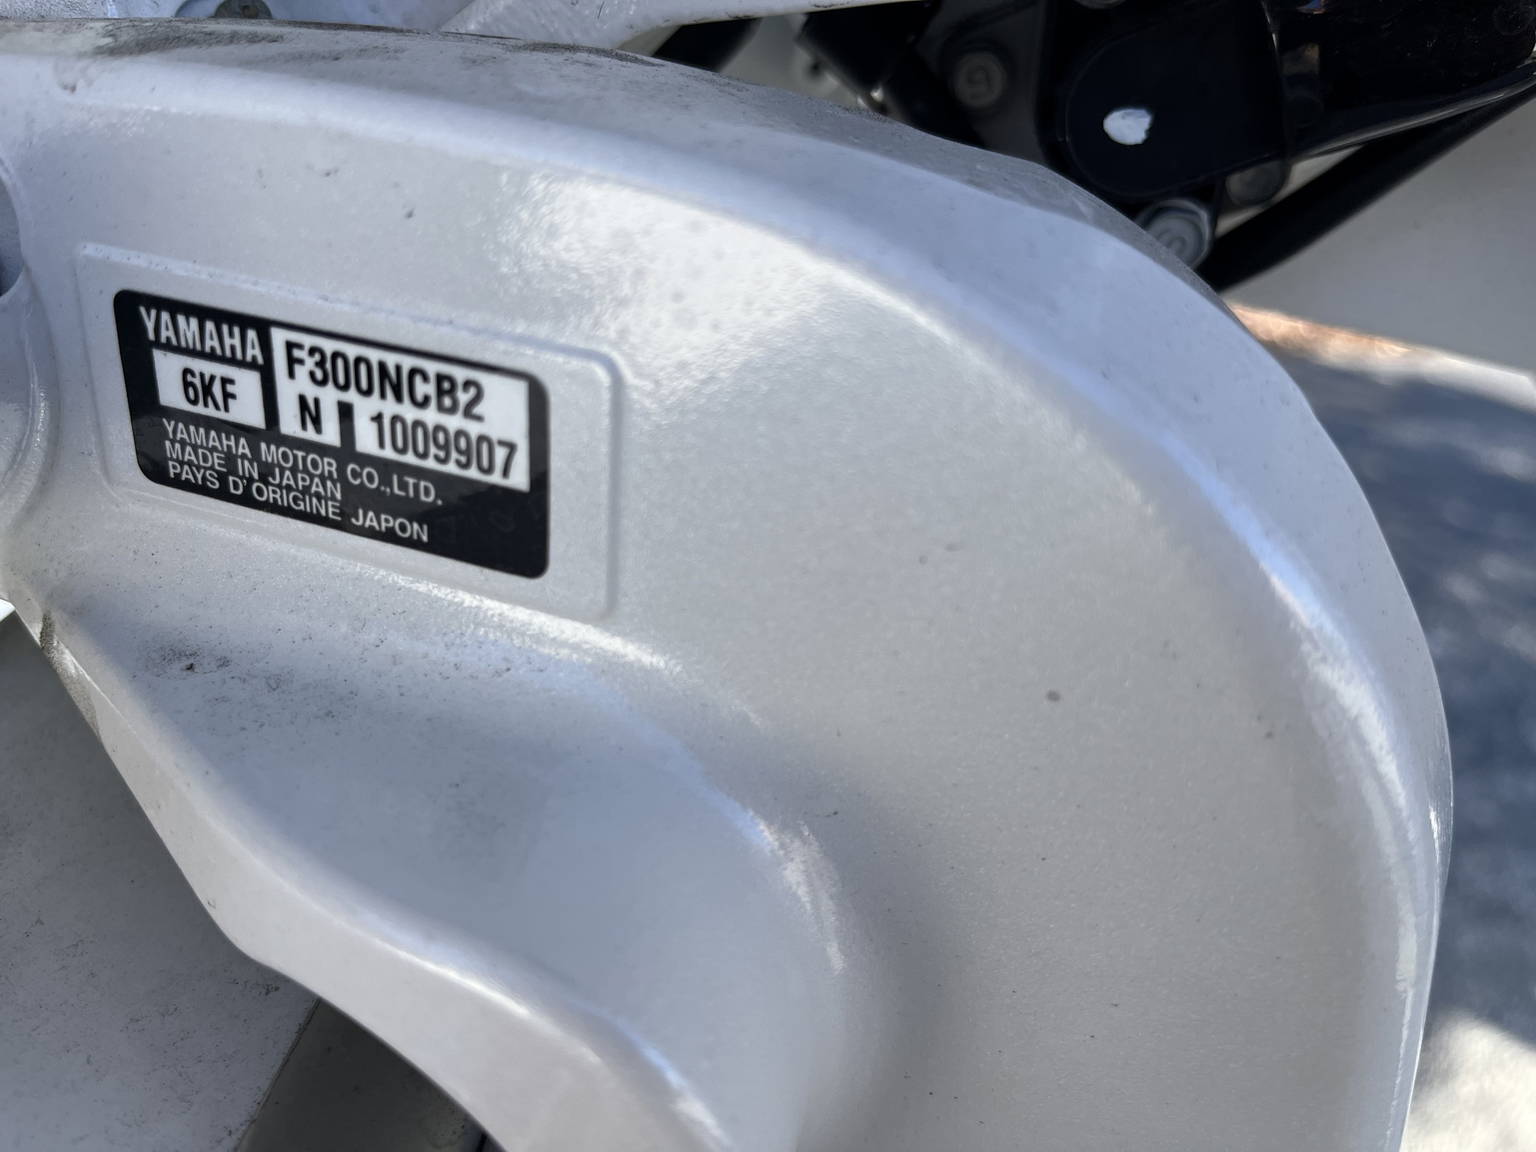 YAMAHA F300NCB2
6KF N 1009907
YAMAHA MOTOR CO.,LTD.
MADE IN JAPAN
PAYS D'ORIGINE JAPON